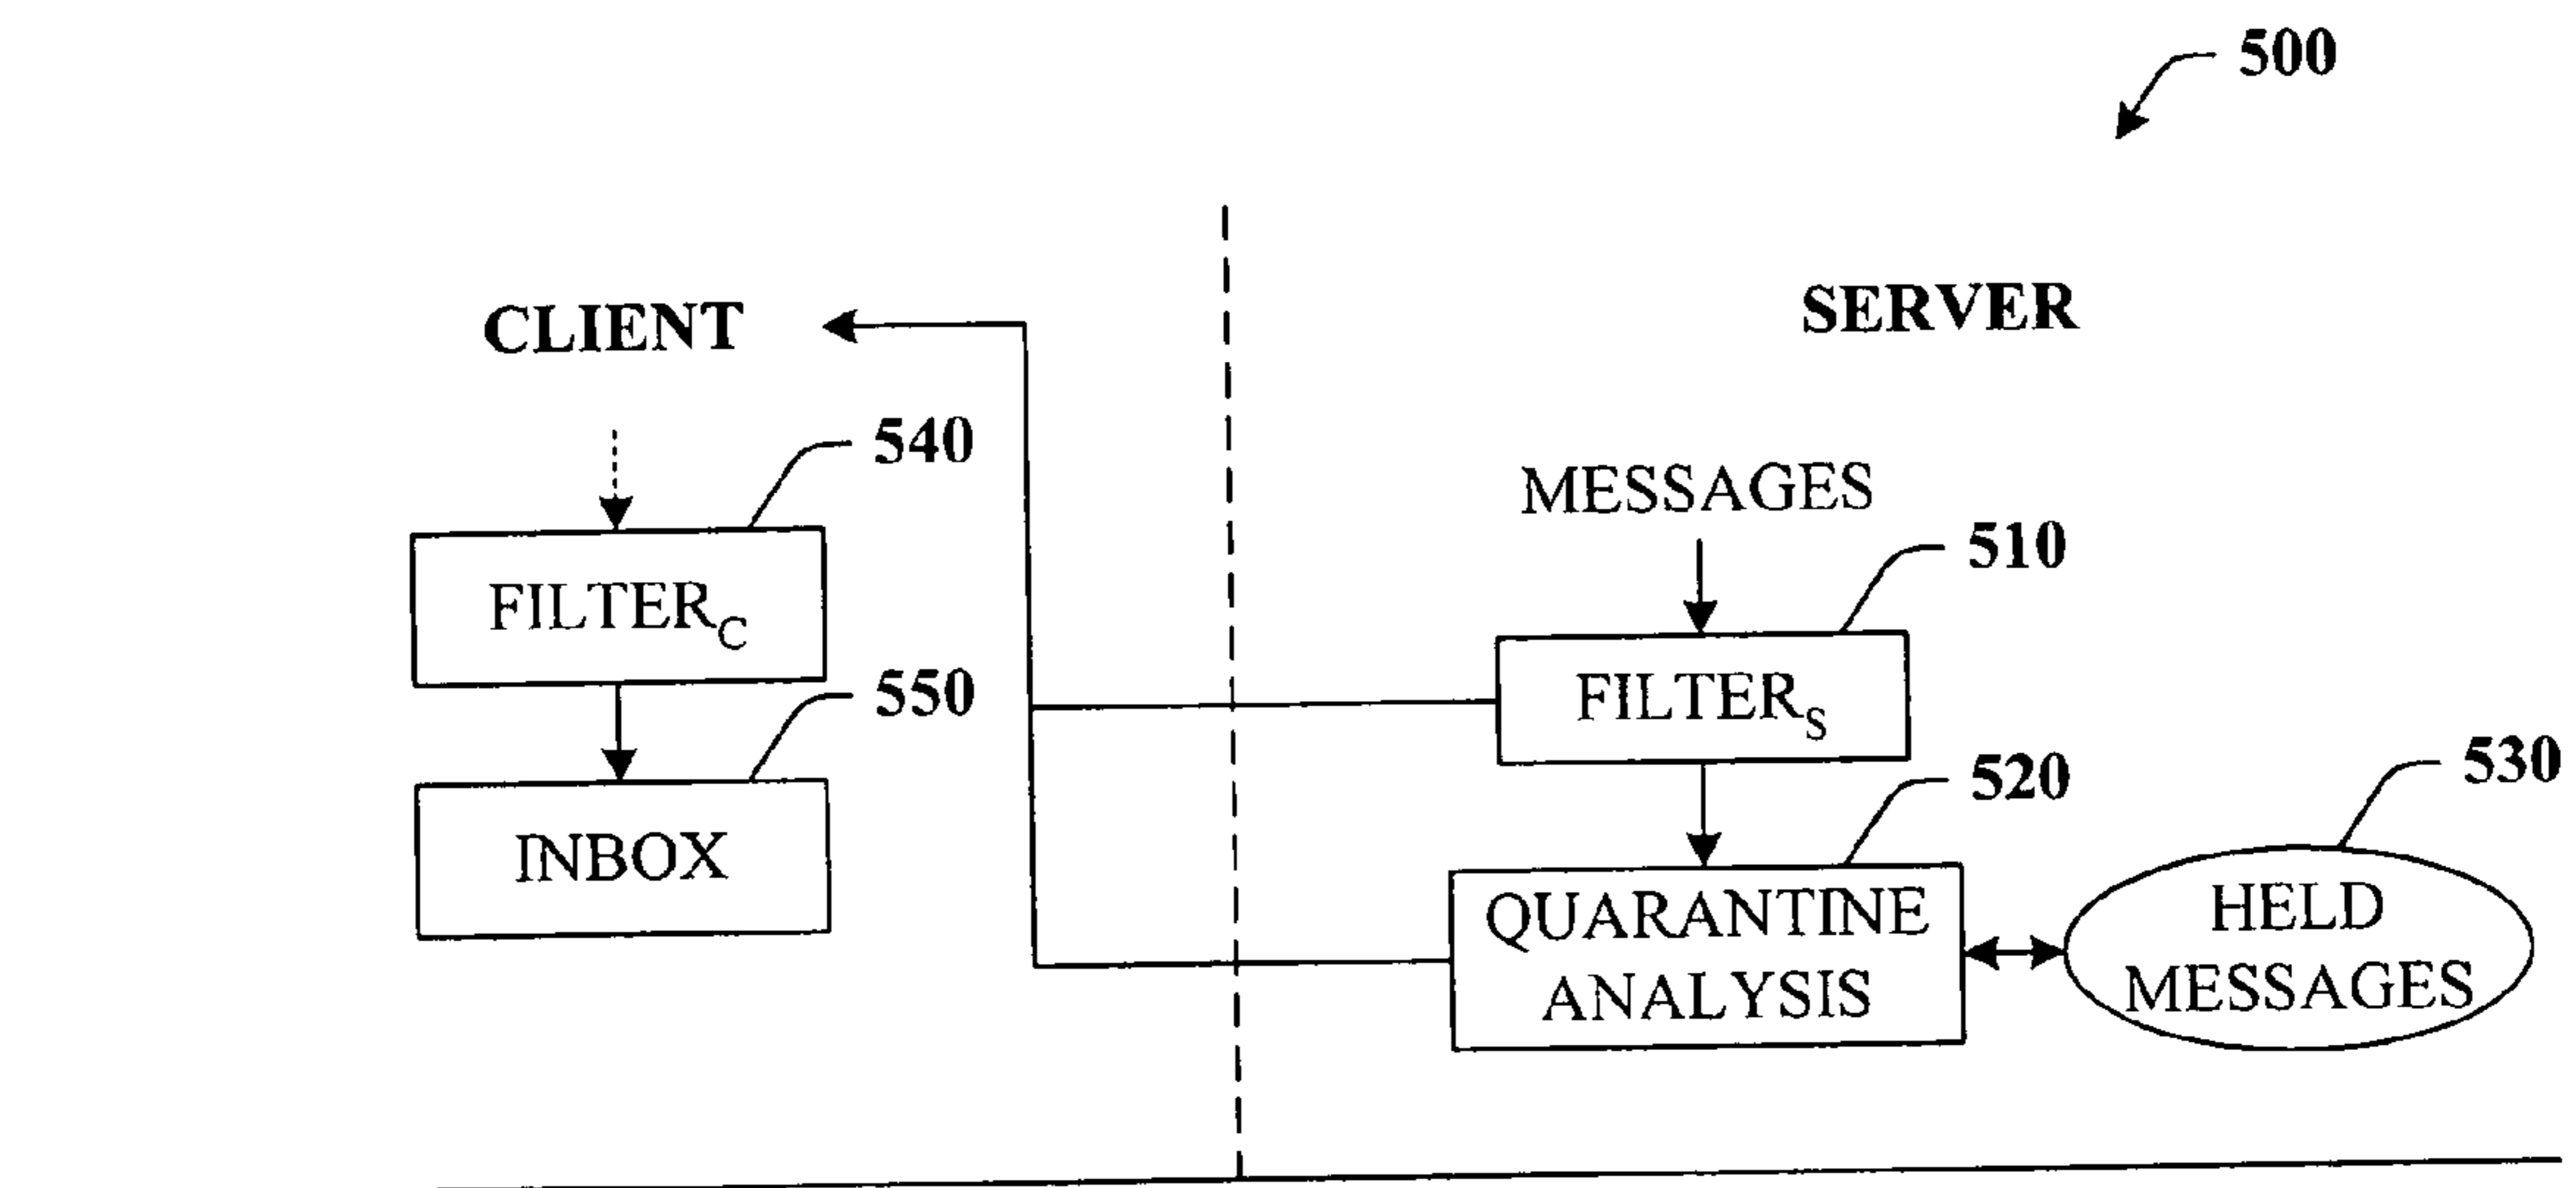 500
CLIENT
SERVER
540
MESSAGES
510
FILTERC
FILTERS
550
520
530
INBOX
QUARANTINE
ANALYSIS
HELD
MESSAGES